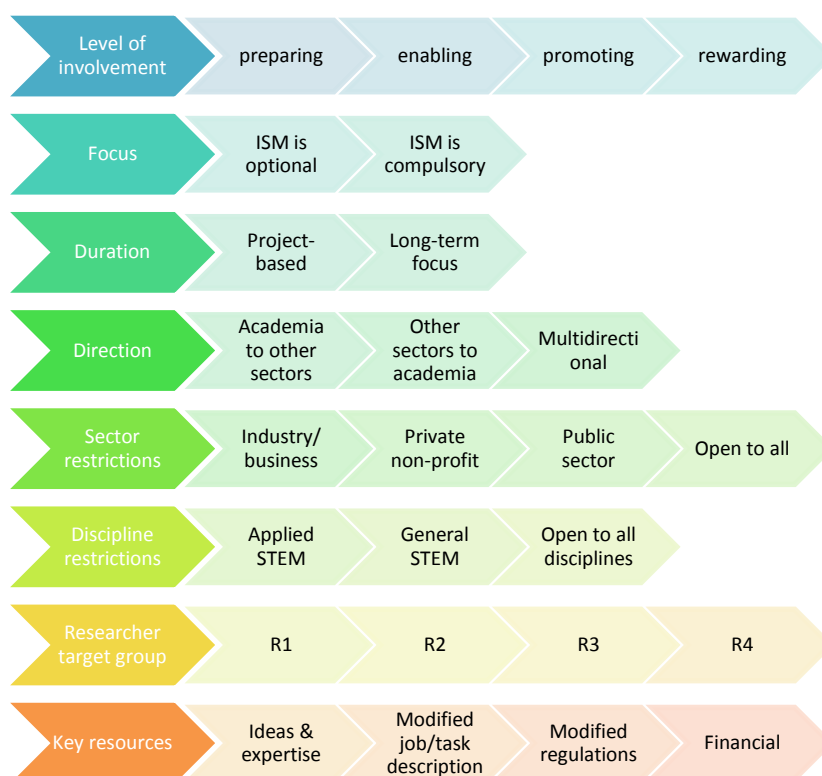 Level of
involvement
preparing
enabling
promoting
rewarding
Focus
ISM is
optional
ISM is
compulsory
Duration
Project-
based
Long-term
focus
Direction
Academia
to other
sectors
Other
sectors to
academia
Multidirecti
onal
Sector
restrictions
Industry/
business
Private
non-profit
Public
sector
Open to all
Discipline
restrictions
Applied
STEM
General
STEM
Open to all
disciplines
Researcher
target group
R1
R2
R3
R4
Key resources
Ideas &
expertise
Modified
job/task
description
Modified
regulations
Financial